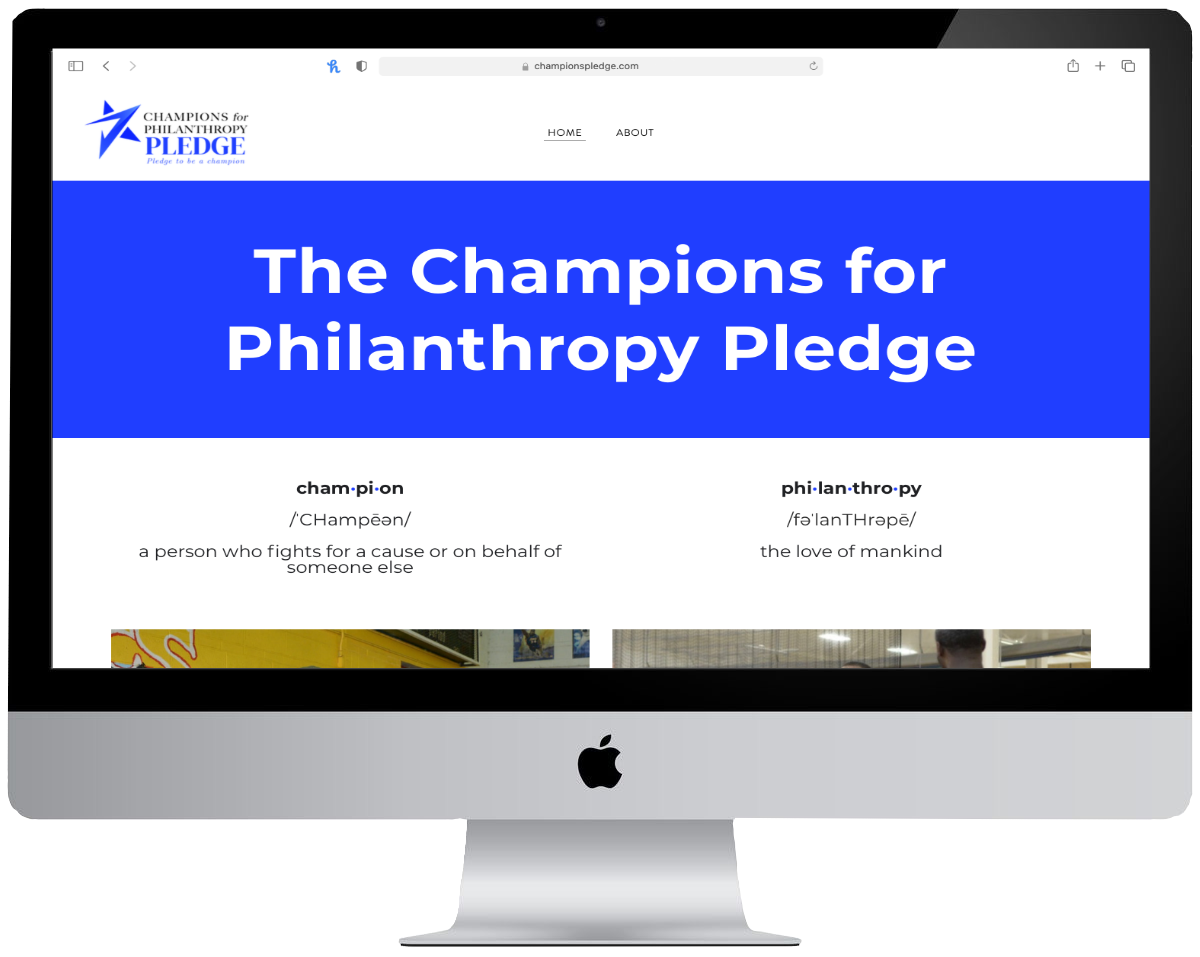 championspledge.com
CHAMPIONS for
PHILANTHROPY
PLEDGE
Pledge to be a champion
HOME
ABOUT
The Champions for
Philanthropy Pledge
cham·pi·on
/ˈCHampēən/
a person who fights for a cause or on behalf of
someone else
phi·lan·thro·py
/fəˈlanTHrəpē/
the love of mankind